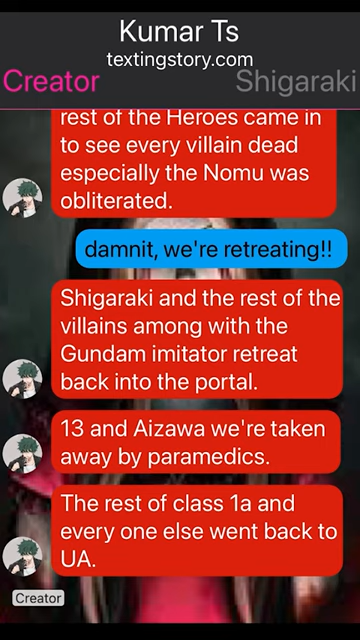 Kumar Ts
textingstory.com
Creator
Shigaraki
rest of the Heroes came in
to see every villain dead
especially the Nomu was
obliterated.
damnit, we're retreating!!
Shigaraki and the rest of the
villains among with the
Gundam imitator retreat
back into the portal.
13 and Aizawa we're taken
away by paramedics.
The rest of class 1a and
every one else went back to
UA.
Creator